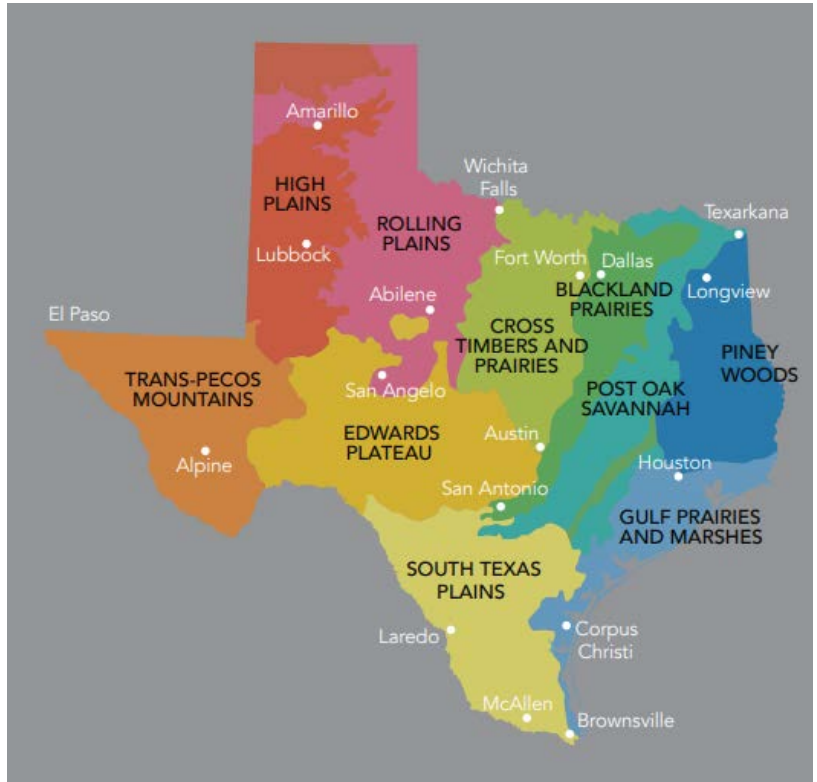 Amarillo
HIGH
PLAINS
Lubbock
ROLLING
PLAINS
Abilene
Wichita
Falls
Texarkana
Fort Worth
Dallas
BLACKLAND
PRAIRIES
Longview
El Paso
CROSS
TIMBERS AND
PRAIRIES
PINEY
WOODS
TRANS-PECOS
MOUNTAINS
San Angelo
POST OAK
SAVANNAH
EDWARDS
PLATEAU
Austin
Alpine
Houston
San Antonio
GULF PRAIRIES
AND MARSHES
SOUTH TEXAS
PLAINS
Laredo
Corpus
Christi
McAllen
Brownsville